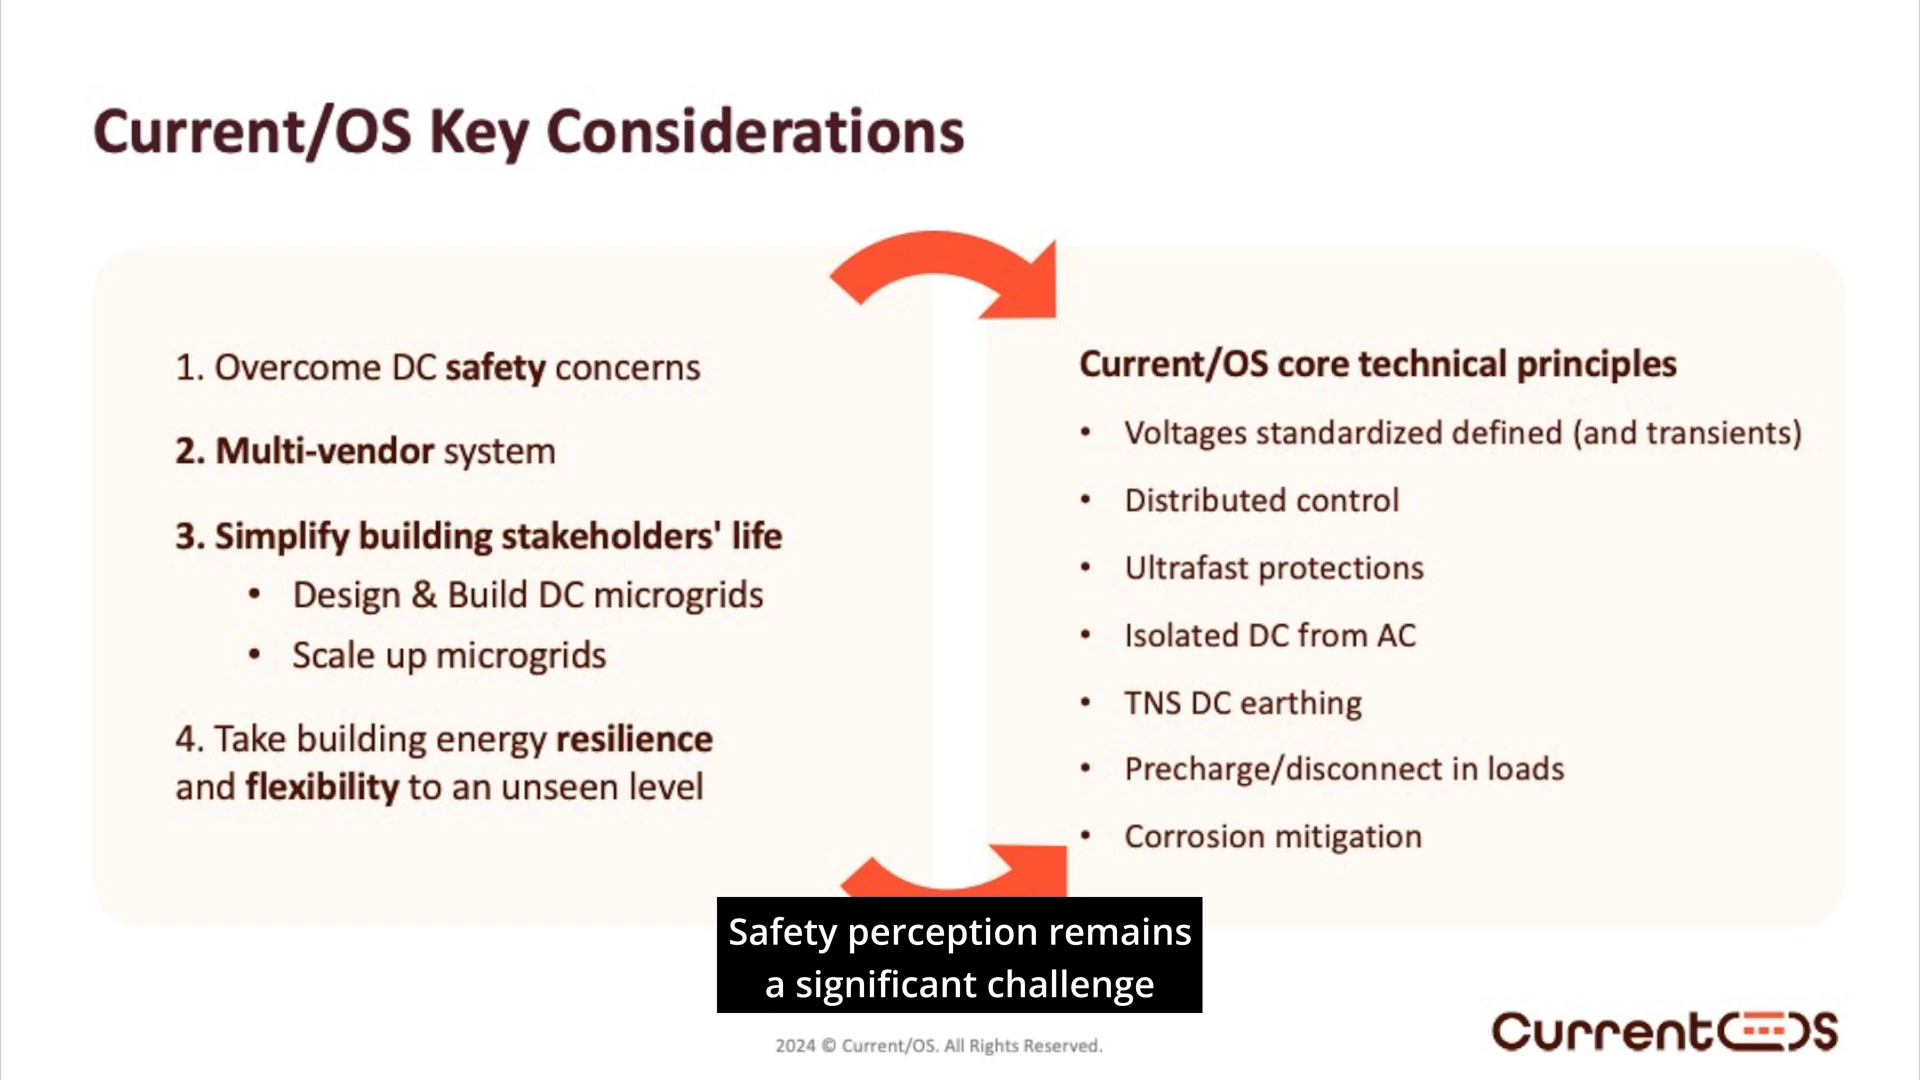 Current/OS Key Considerations
1. Overcome DC safety concerns
2. Multi-vendor system
3. Simplify building stakeholders' life
• Design & Build DC microgrids
• Scale up microgrids
4. Take building energy resilience
and flexibility to an unseen level
Current/OS core technical principles
• Voltages standardized defined (and transients)
• Distributed control
• Ultrafast protections
• Isolated DC from AC
• TNS DC earthing
• Precharge/disconnect in loads
• Corrosion mitigation
Safety perception remains
a significant challenge
2024 © Current/OS. All Rights Reserved.
Current OS